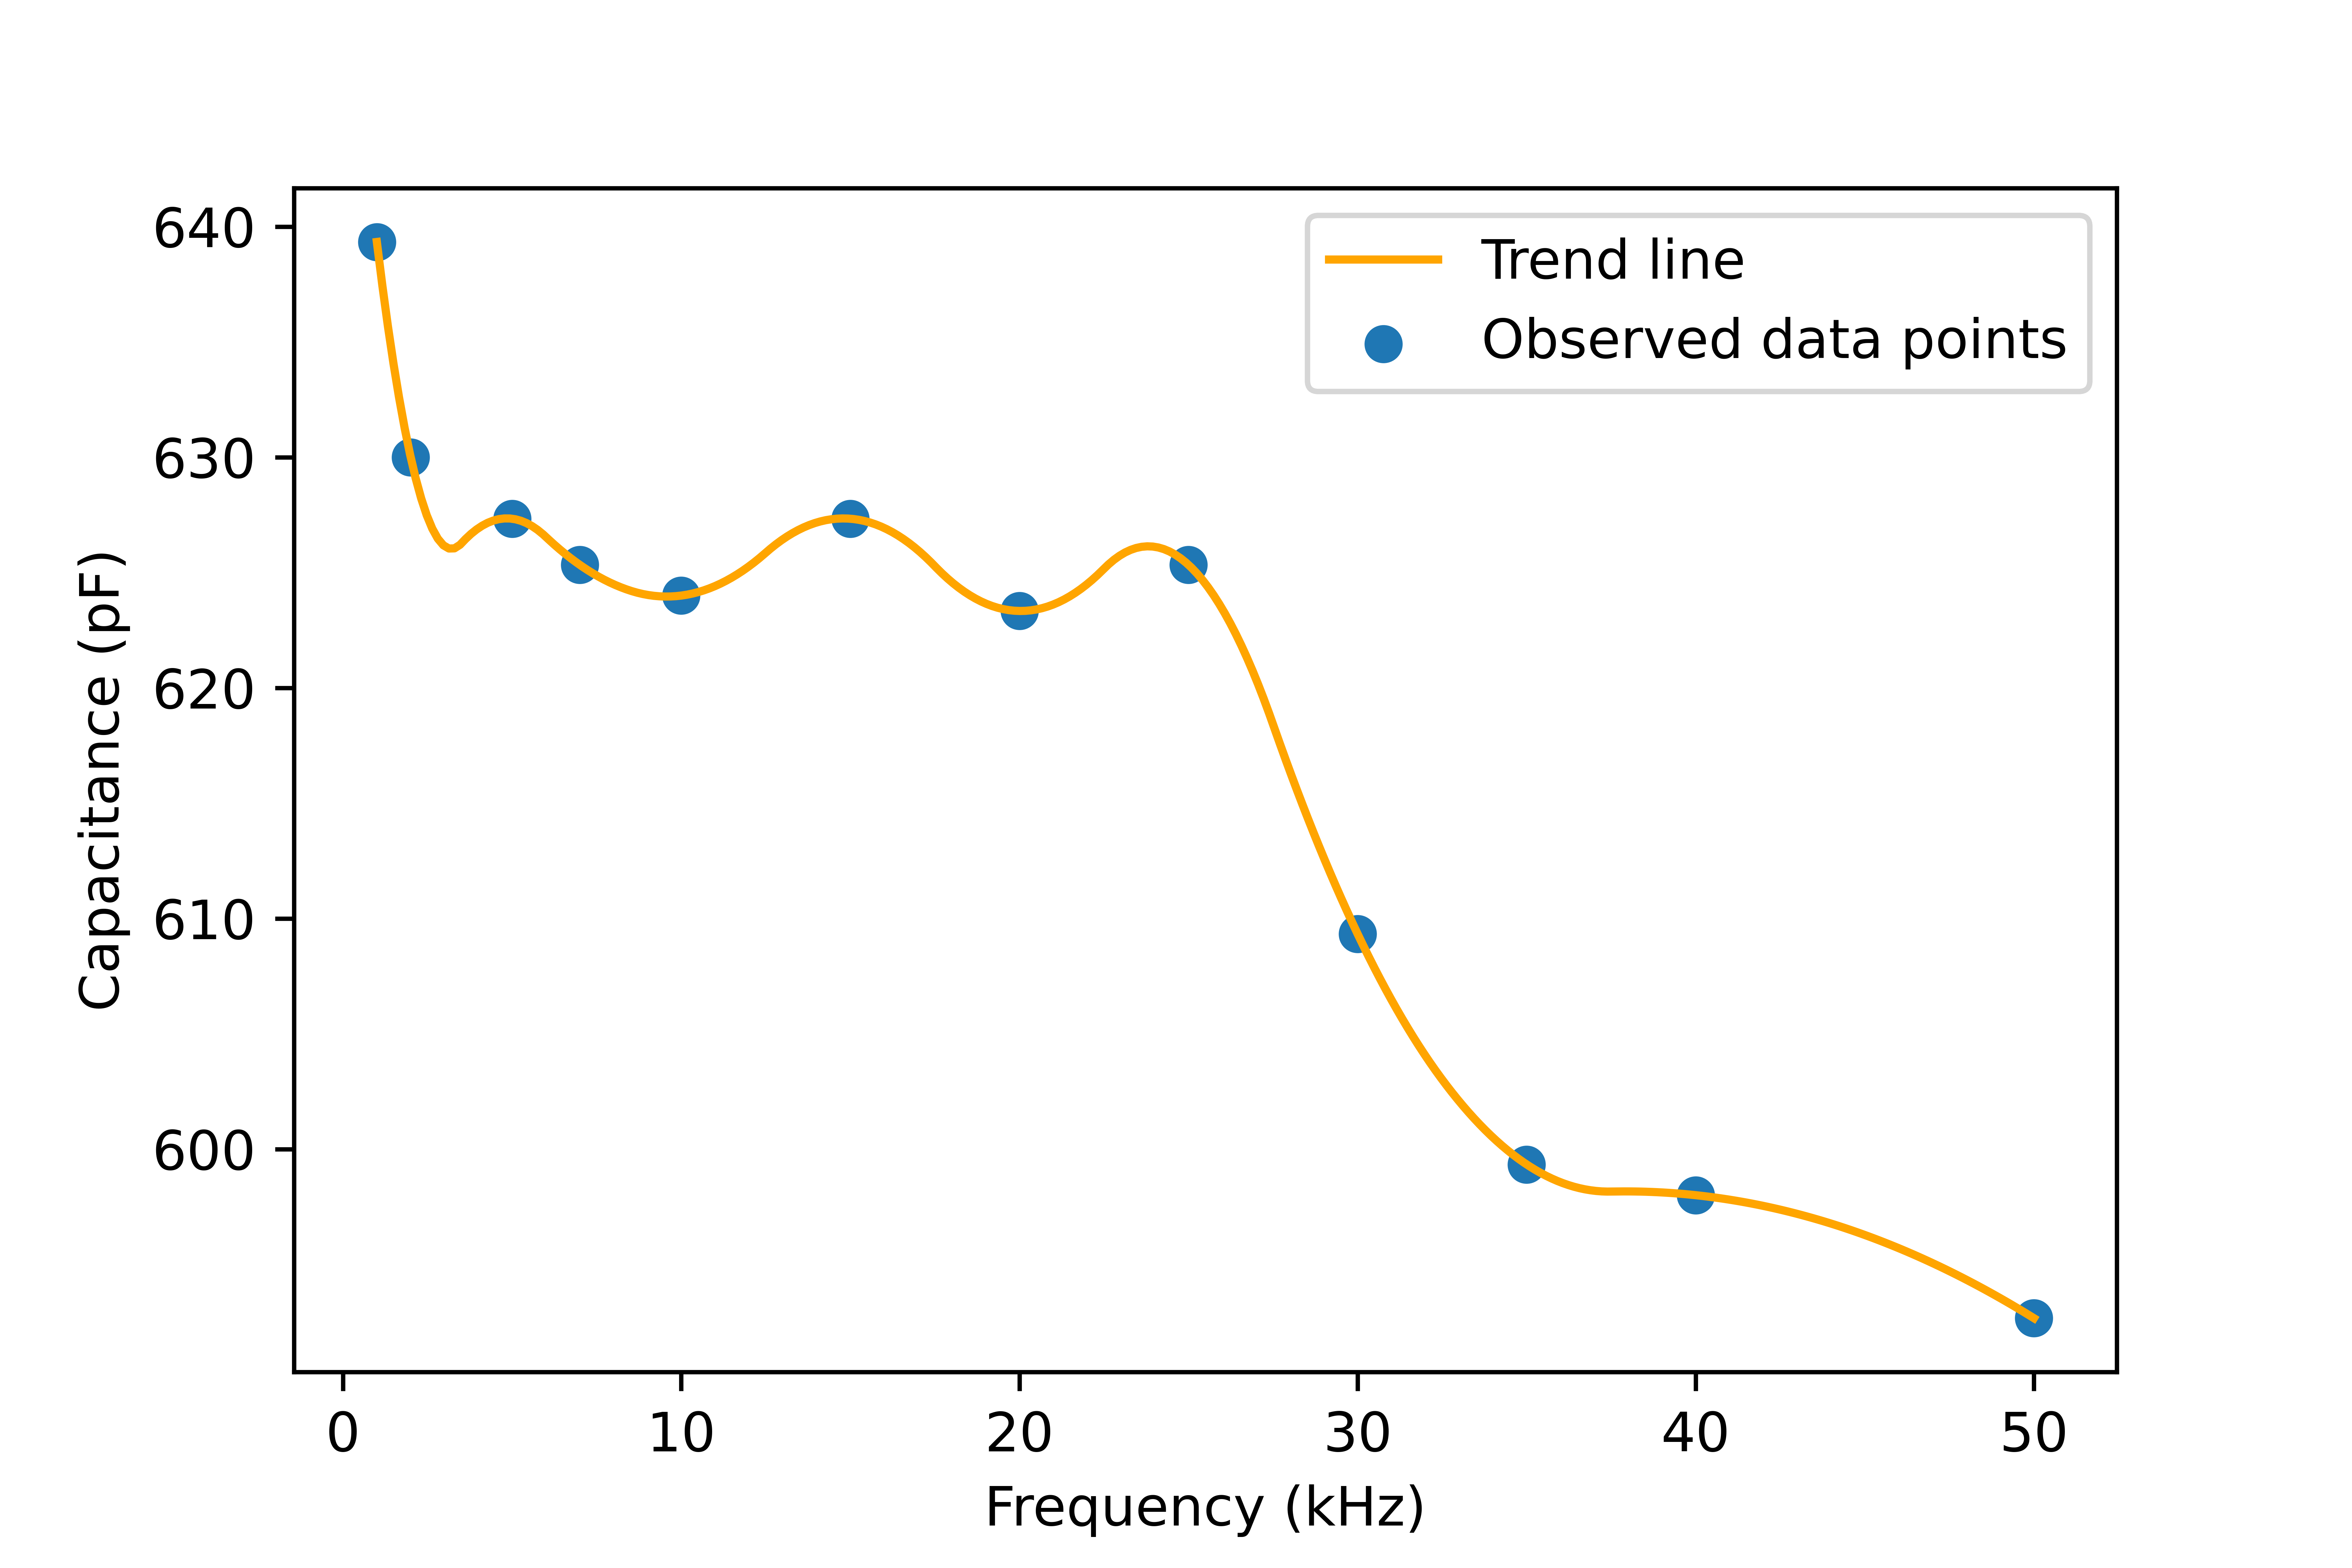 640
630
620
610
600
Capacitance (pF)
Trend line
Observed data points
0 10 20 30 40 50
Frequency (kHz)